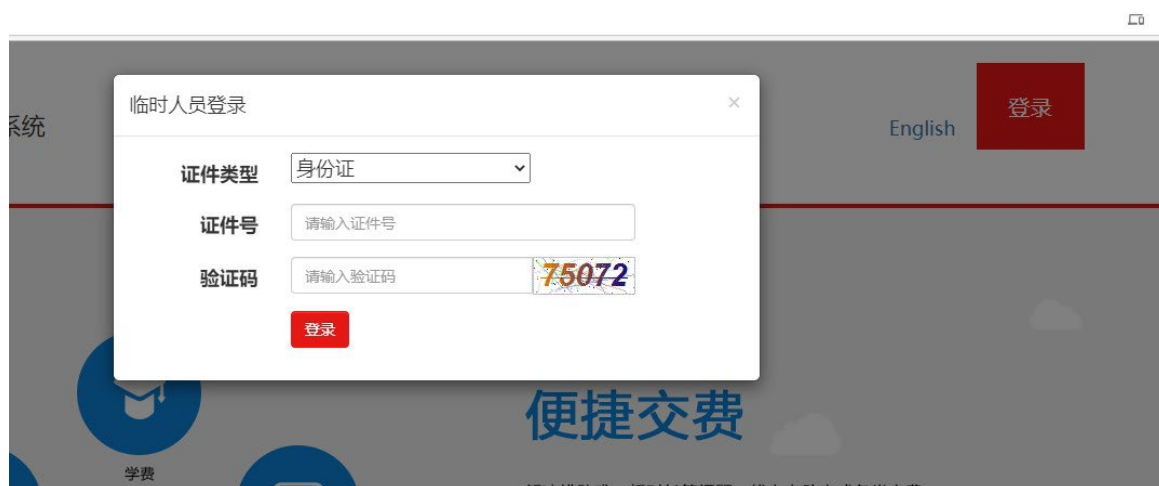 临时人员登录
×
系统
English
登录
证件类型
身份证
证件号
请输入证件号
验证码
请输入验证码
75072
登录
便捷交费
学费